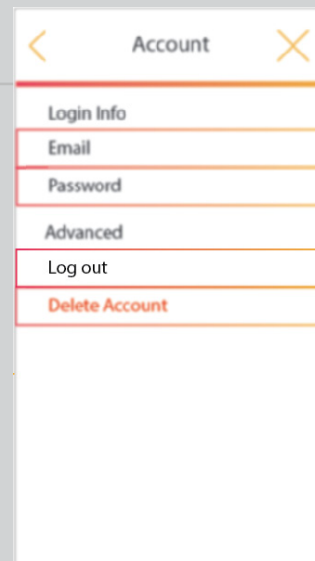 Account
Login Info
Email
Password
Advanced
Log out
Delete Account